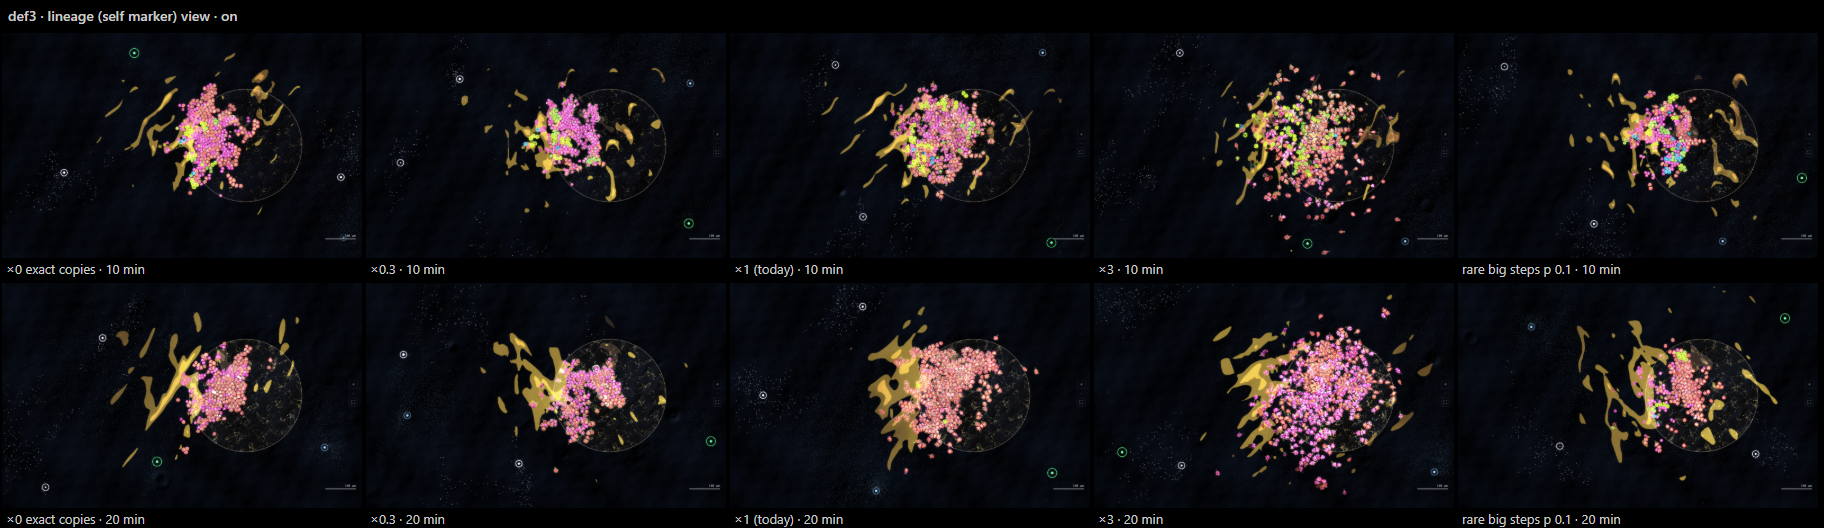 def3 · lineage (self marker) view · on
×0 exact copies · 10 min
×0.3 · 10 min
×1 (today) · 10 min
×3 · 10 min
rare big steps p 0.1 · 10 min
×0 exact copies · 20 min
×0.3 · 20 min
×1 (today) · 20 min
×3 · 20 min
rare big steps p 0.1 · 20 min